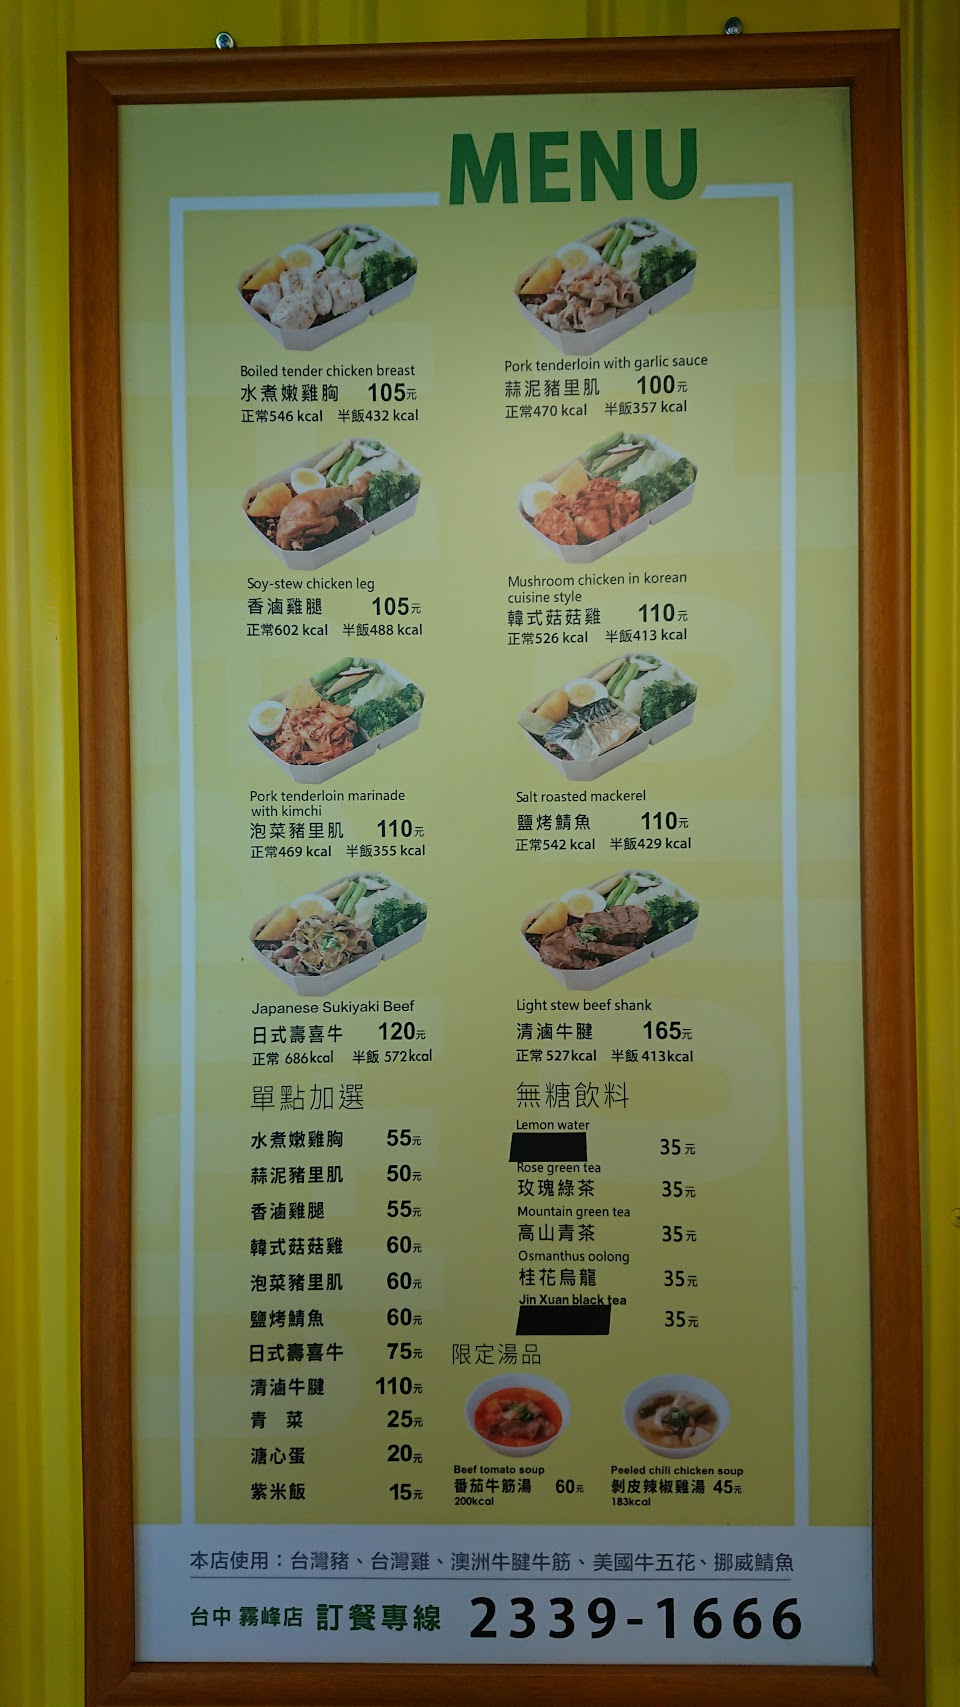 MENU
Boiled tender chicken breast
水煮嫩雞胸 105元
正常546 kcal 半飯432 kcal
Pork tenderloin with garlic sauce
蒜泥豬里肌 100元
正常470 kcal 半飯357 kcal
Soy-stew chicken leg
香滷雞腿 105元
正常602 kcal 半飯488 kcal
Mushroom chicken in korean
cuisine style
韓式菇菇雞 110元
正常526 kcal 半飯413 kcal
Pork tenderloin marinade
with kimchi
泡菜豬里肌 110元
正常469 kcal 半飯355 kcal
Salt roasted mackerel
鹽烤鯖魚 110元
正常542 kcal 半飯429 kcal
Japanese Sukiyaki Beef
日式壽喜牛 120元
正常 686kcal 半飯 572kcal
Light stew beef shank
清滷牛腱 165元
正常 527kcal 半飯 413kcal
單點加選
水煮嫩雞胸 55元
蒜泥豬里肌 50元
香滷雞腿 55元
韓式菇菇雞 60元
泡菜豬里肌 60元
鹽烤鯖魚 60元
日式壽喜牛 75元
清滷牛腱 110元
青 菜 25元
溏心蛋 20元
紫米飯 15元
無糖飲料
Lemon water
35元
Rose green tea
玫瑰綠茶 35元
Mountain green tea
高山青茶 35元
Osmanthus oolong
桂花烏龍 35元
Jin Xuan black tea
35元
限定湯品
Beef tomato soup
番茄牛筋湯 60元
200kcal
Peeled chili chicken soup
剝皮辣椒雞湯 45元
183kcal
本店使用：台灣豬、台灣雞、澳洲牛腱牛筋、美國牛五花、挪威鯖魚
台中 霧峰店 訂餐專線 2339-1666